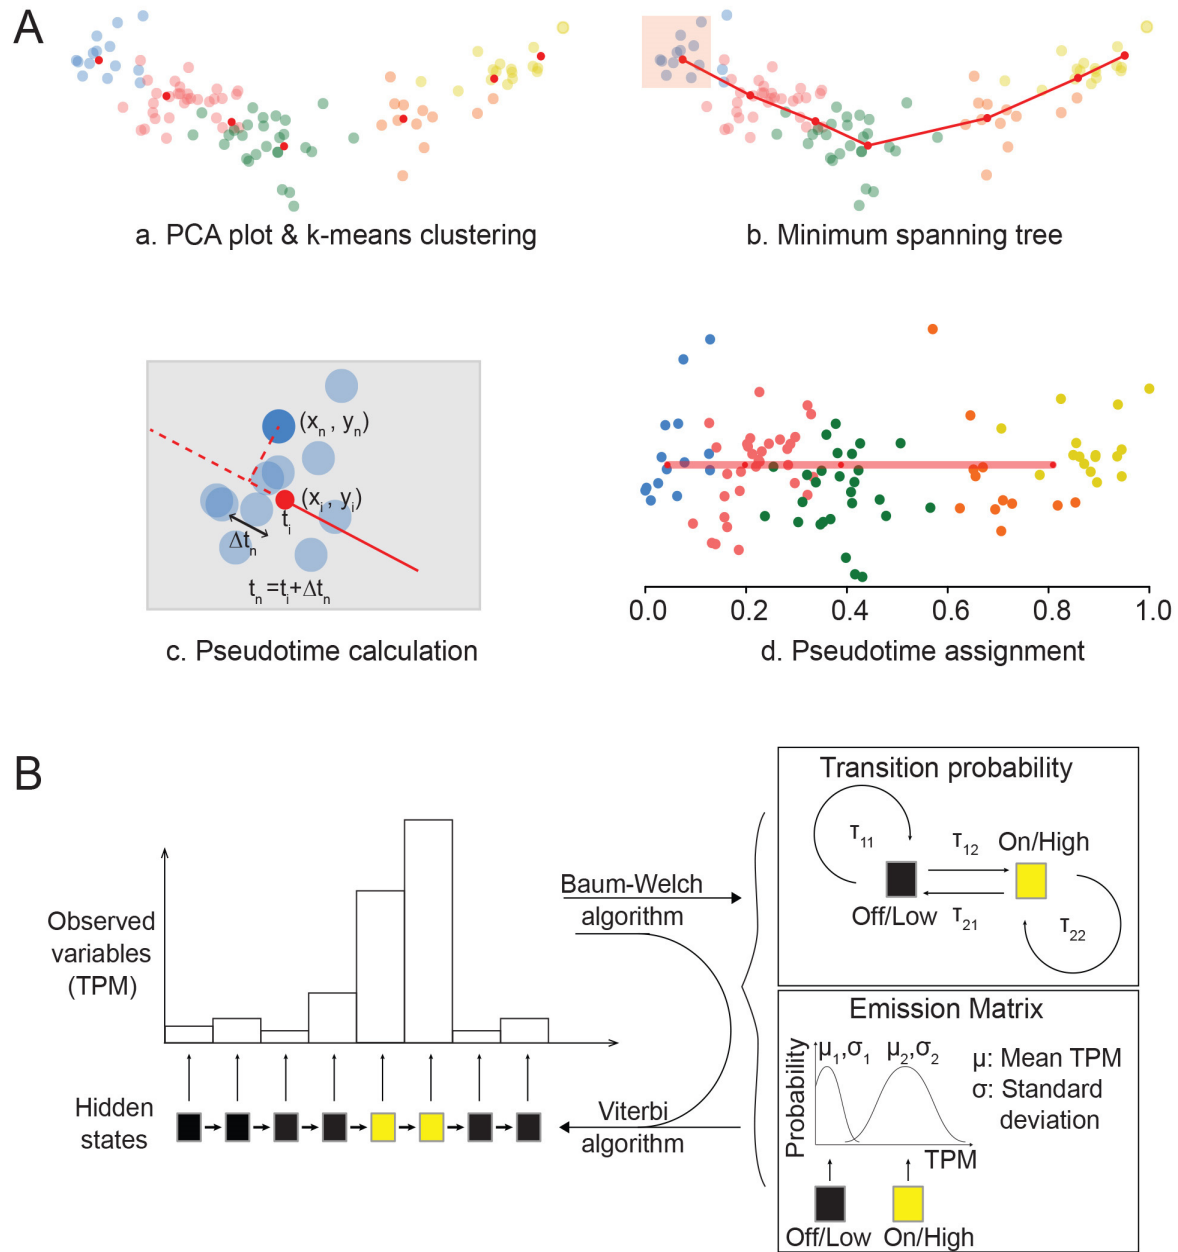 A
a. PCA plot & k-means clustering
b. Minimum spanning tree
(xn , yn)
(xi , yi)
ti
Δtn
tn =ti+Δtn
c. Pseudotime calculation
0.0 0.2 0.4 0.6 0.8 1.0
d. Pseudotime assignment
B
Observed
variables
(TPM)
Hidden
states
Baum-Welch
algorithm
Viterbi
algorithm
Transition probability
τ11
τ12
On/High
Off/Low
τ21
τ22
Emission Matrix
Probability
μ1,σ1
μ2,σ2
μ: Mean TPM
σ: Standard
deviation
TPM
Off/Low
On/High